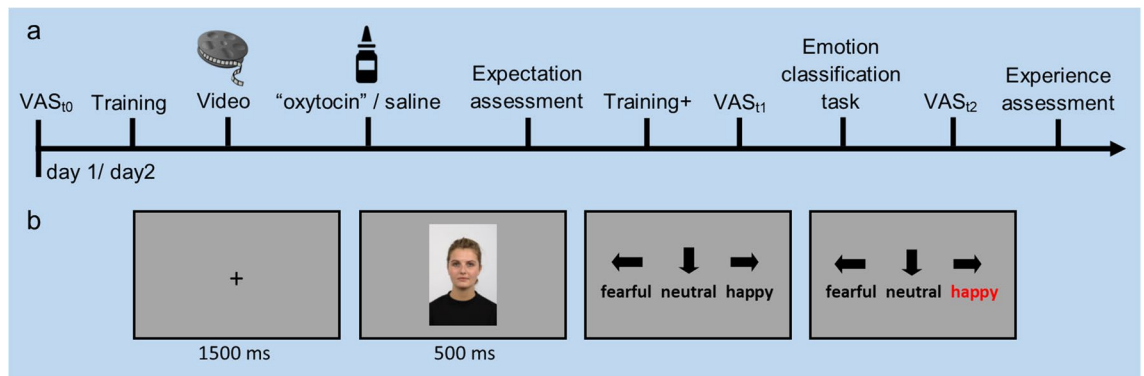 a
VASt0
Training
Video
“oxytocin” / saline
Expectation
assessment
Training+
VASt1
Emotion
classification
task
VASt2
Experience
assessment
day 1/ day2
b
+
1500 ms
500 ms
fearful neutral happy
fearful neutral happy